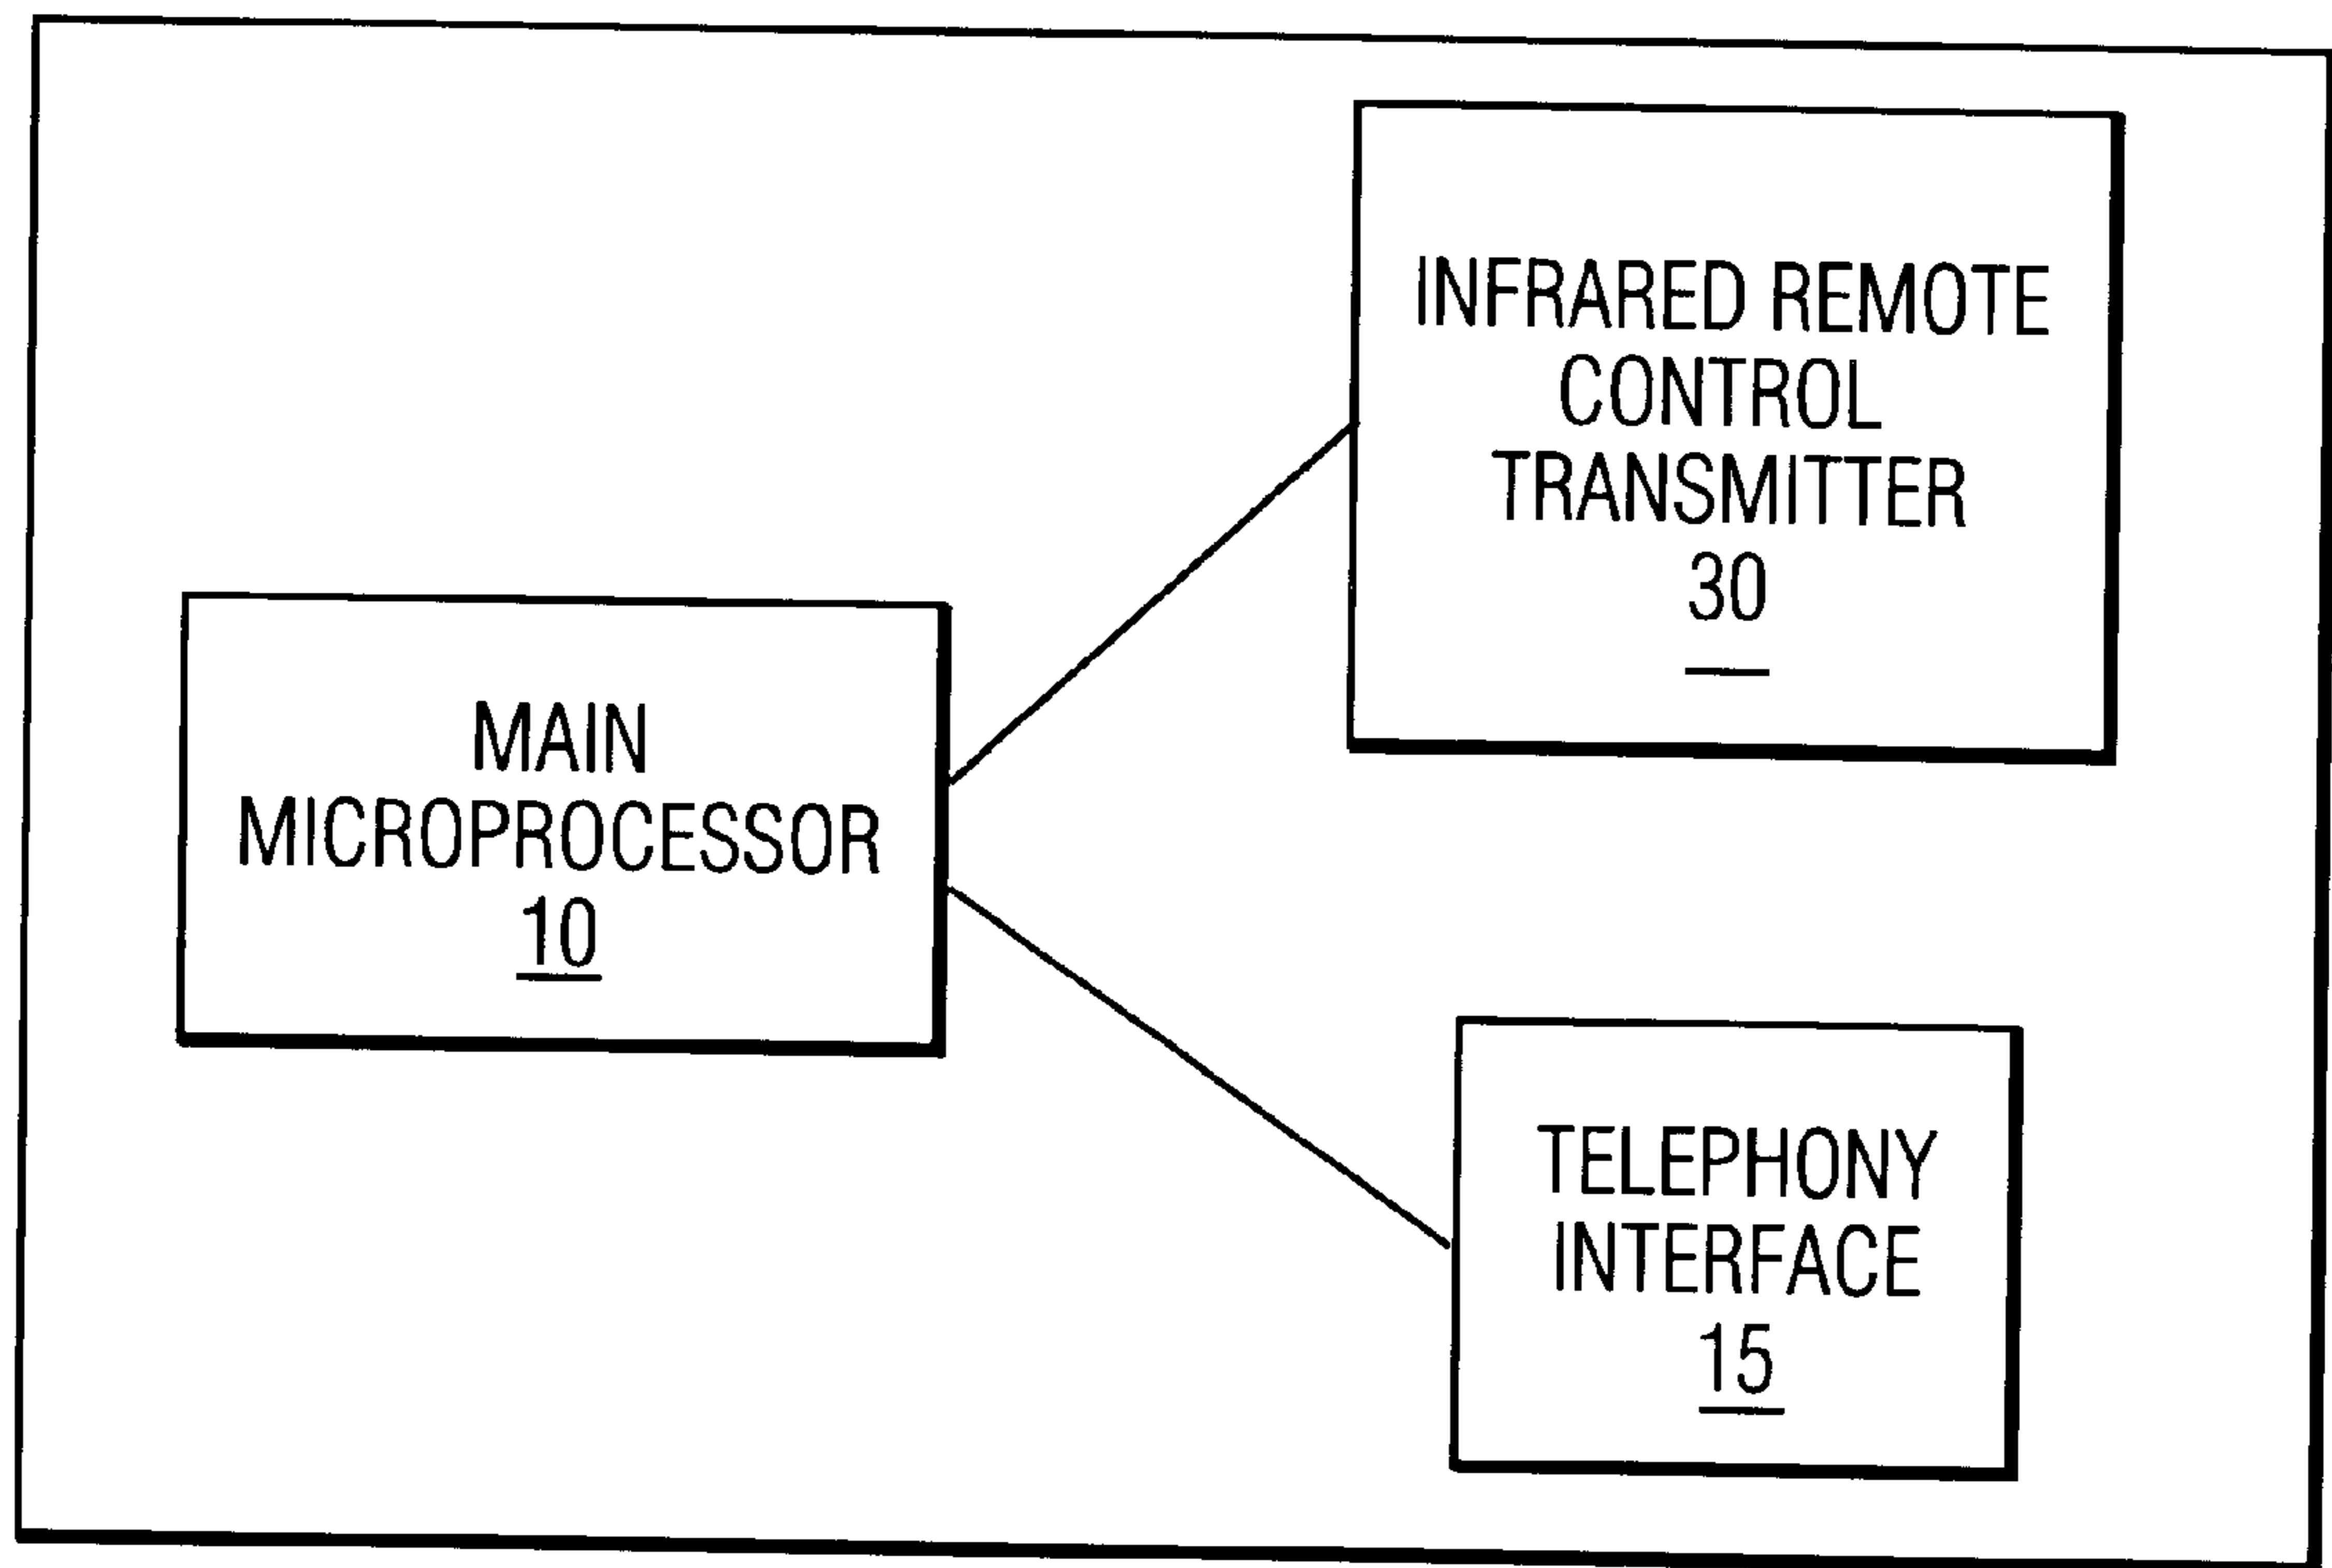 INFRARED REMOTE
CONTROL
TRANSMITTER
30
MAIN
MICROPROCESSOR
10
TELEPHONY
INTERFACE
15